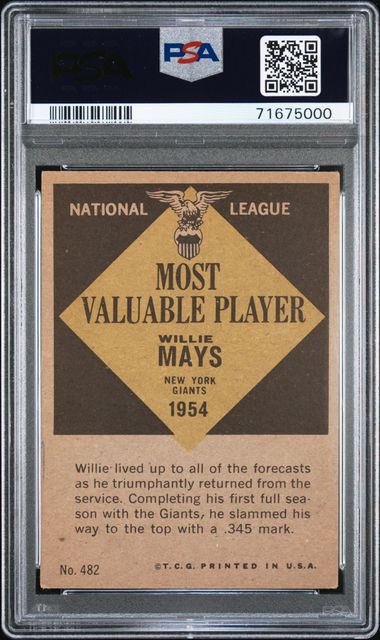 PSA
PSA
71675000
NATIONAL LEAGUE
MOST
VALUABLE PLAYER
WILLIE
MAYS
NEW YORK
GIANTS
1954
Willie lived up to all of the forecasts
as he triumphantly returned from the
service. Completing his first full sea-
son with the Giants, he slammed his
way to the top with a .345 mark.
No. 482
©T.C.G. PRINTED IN U.S.A.